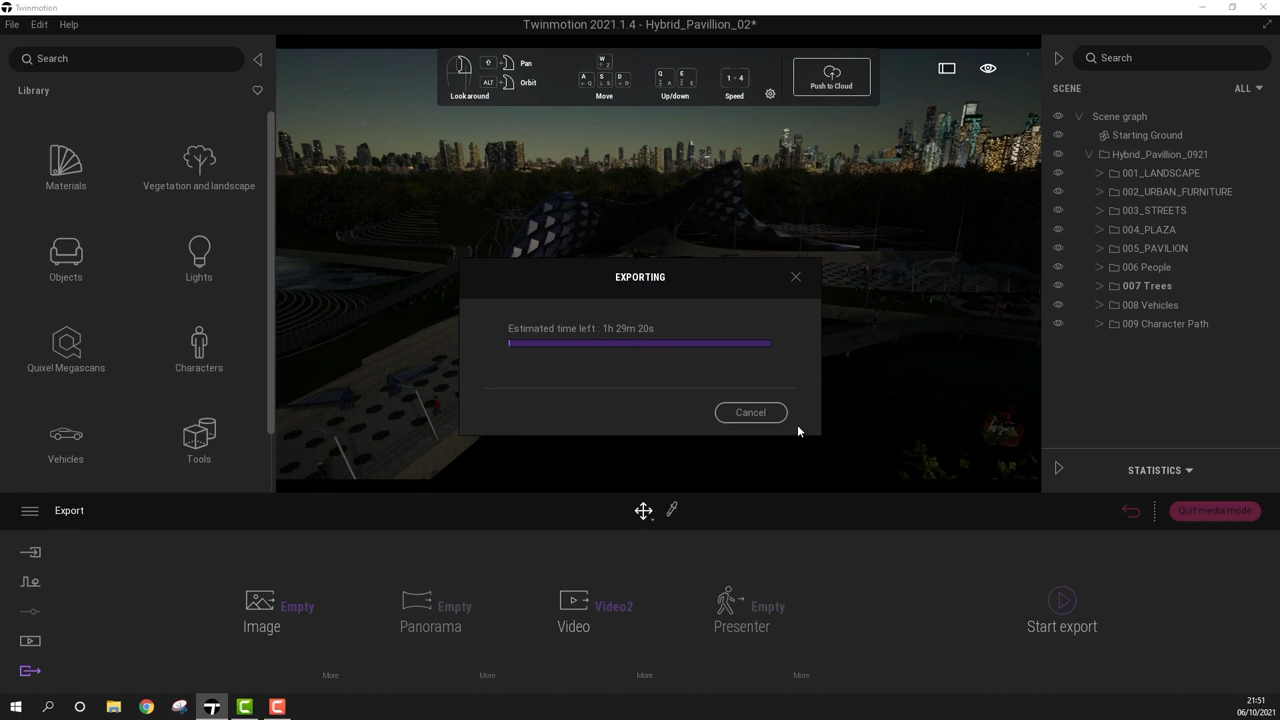 Twinmotion
File Edit Help
Twinmotion 2021.1.4 - Hybrid_Pavillion_02*
Search
Library
Materials
Vegetation and landscape
Objects
Lights
Quixel Megascans
Characters
Vehicles
Tools
Look around
ALT
Pan
Orbit
W
Z
A
Q
S
S
D
D
Move
Q
A
E
E
Up/down
1 - 4
Speed
Push to Cloud
EXPORTING
Estimated time left : 1h 29m 20s
Cancel
Search
SCENE
ALL
Scene graph
Starting Ground
Hybrid_Pavillion_0921
001_LANDSCAPE
002_URBAN_FURNITURE
003_STREETS
004_PLAZA
005_PAVILION
006 People
007 Trees
008 Vehicles
009 Character Path
STATISTICS
Export
Quit media mode
Empty
Image
More
Empty
Panorama
More
Video2
Video
More
Empty
Presenter
More
Start export
21:51
06/10/2021